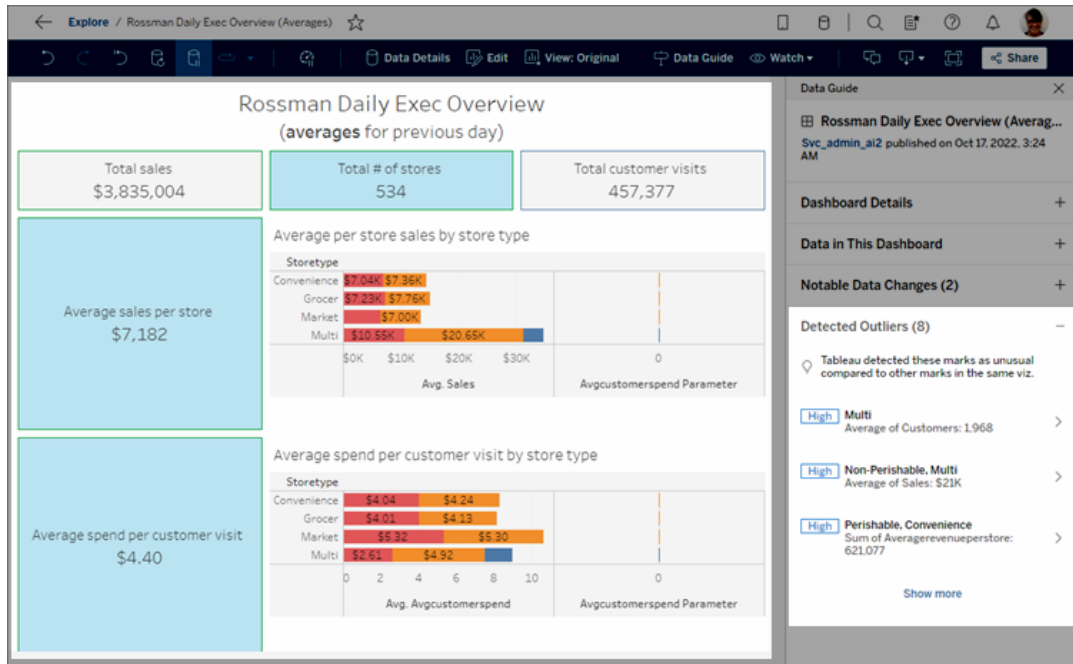 Explore / Rossman Daily Exec Overview (Averages)
Data Details Edit View: Original Data Guide Watch Share
Rossman Daily Exec Overview
(averages for previous day)
Total sales
$3,835,004
Total # of stores
534
Total customer visits
457,377
Average sales per store
$7,182
Average per store sales by store type
Storetype
Convenience $7.04K $7.36K
Grocer $7.23K $7.76K
Market $7.00K
Multi $10.55K $20.65K
$0K $10K $20K $30K 0
Avg. Sales Avgcustomerspend Parameter
Average spend per customer visit
$4.40
Average spend per customer visit by store type
Storetype
Convenience $4.04 $4.24
Grocer $4.01 $4.13
Market $5.32 $5.30
Multi $2.61 $4.92
0 2 4 6 8 10 0
Avg. Avgcustomerspend Avgcustomerspend Parameter
Data Guide
Rossman Daily Exec Overview (Averag...
Svc_admin_ai2 published on Oct 17, 2022, 3:24
AM
Dashboard Details
Data in This Dashboard
Notable Data Changes (2)
Detected Outliers (8)
Tableau detected these marks as unusual
compared to other marks in the same viz.
High Multi
Average of Customers: 1,968
High Non-Perishable, Multi
Average of Sales: $21K
High Perishable, Convenience
Sum of Averagerevenueperstore:
621,077
Show more